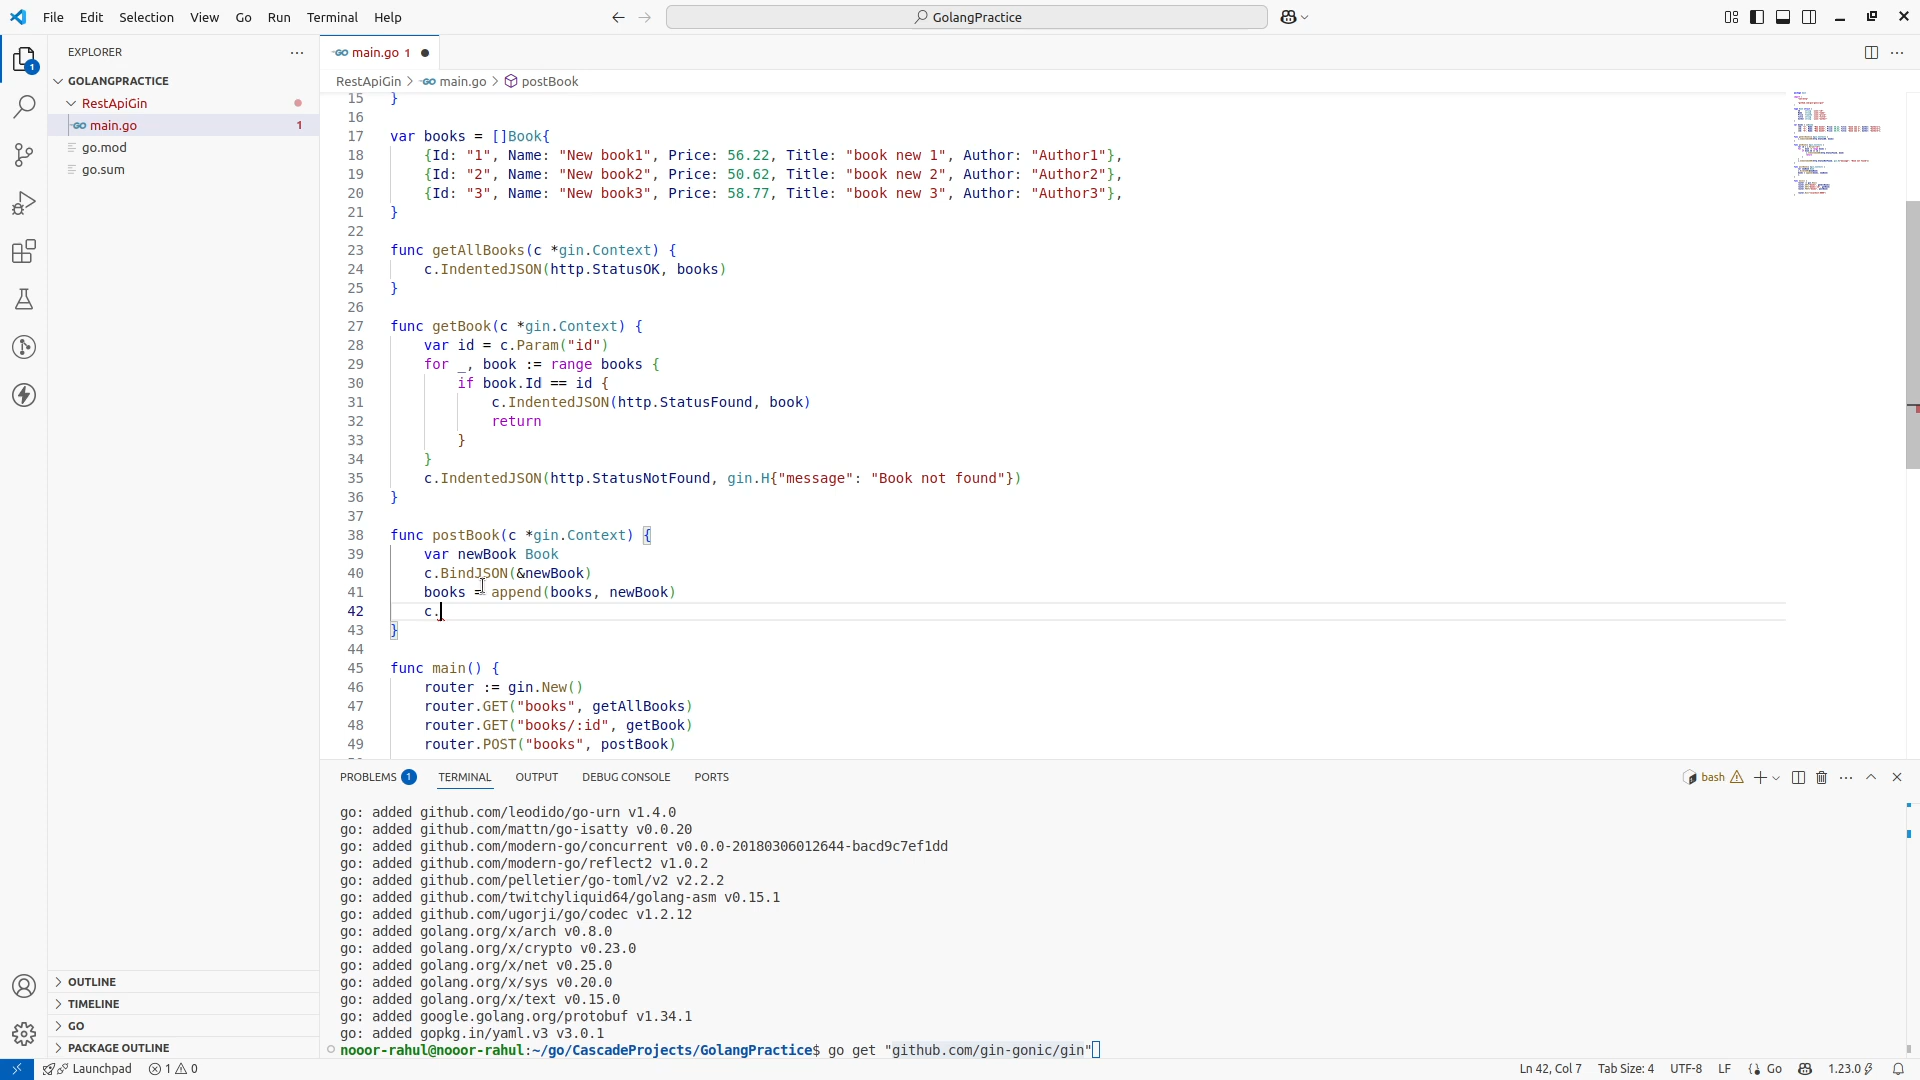 File Edit Selection View Go Run Terminal Help
GolangPractice
EXPLORER
GOLANGPRACTICE
RestApiGin
main.go 1
go.mod
go.sum
OUTLINE
TIMELINE
GO
PACKAGE OUTLINE
main.go 1
RestApiGin > main.go > postBook
15 }
16
17 var books = []Book{
18 {Id: "1", Name: "New book1", Price: 56.22, Title: "book new 1", Author: "Author1"},
19 {Id: "2", Name: "New book2", Price: 50.62, Title: "book new 2", Author: "Author2"},
20 {Id: "3", Name: "New book3", Price: 58.77, Title: "book new 3", Author: "Author3"},
21 }
22
23 func getAllBooks(c *gin.Context) {
24 c.IndentedJSON(http.StatusOK, books)
25 }
26
27 func getBook(c *gin.Context) {
28 var id = c.Param("id")
29 for _, book := range books {
30 if book.Id == id {
31 c.IndentedJSON(http.StatusFound, book)
32 return
33 }
34 }
35 c.IndentedJSON(http.StatusNotFound, gin.H{"message": "Book not found"})
36 }
37
38 func postBook(c *gin.Context) {
39 var newBook Book
40 c.BindJSON(&newBook)
41 books = append(books, newBook)
42 c.
43 }
44
45 func main() {
46 router := gin.New()
47 router.GET("books", getAllBooks)
48 router.GET("books/:id", getBook)
49 router.POST("books", postBook)
PROBLEMS 1 TERMINAL OUTPUT DEBUG CONSOLE PORTS
bash
go: added github.com/leodido/go-urn v1.4.0
go: added github.com/mattn/go-isatty v0.0.20
go: added github.com/modern-go/concurrent v0.0.0-20180306012644-bacd9c7ef1dd
go: added github.com/modern-go/reflect2 v1.0.2
go: added github.com/pelletier/go-toml/v2 v2.2.2
go: added github.com/twitchyliquid64/golang-asm v0.15.1
go: added github.com/ugorji/go/codec v1.2.12
go: added golang.org/x/arch v0.8.0
go: added golang.org/x/crypto v0.23.0
go: added golang.org/x/net v0.25.0
go: added golang.org/x/sys v0.20.0
go: added golang.org/x/text v0.15.0
go: added google.golang.org/protobuf v1.34.1
go: added gopkg.in/yaml.v3 v3.0.1
nooor-rahul@nooor-rahul:~/go/CascadeProjects/GolangPractice$ go get "github.com/gin-gonic/gin"
Launchpad 1 0 Ln 42, Col 7 Tab Size: 4 UTF-8 LF Go 1.23.0